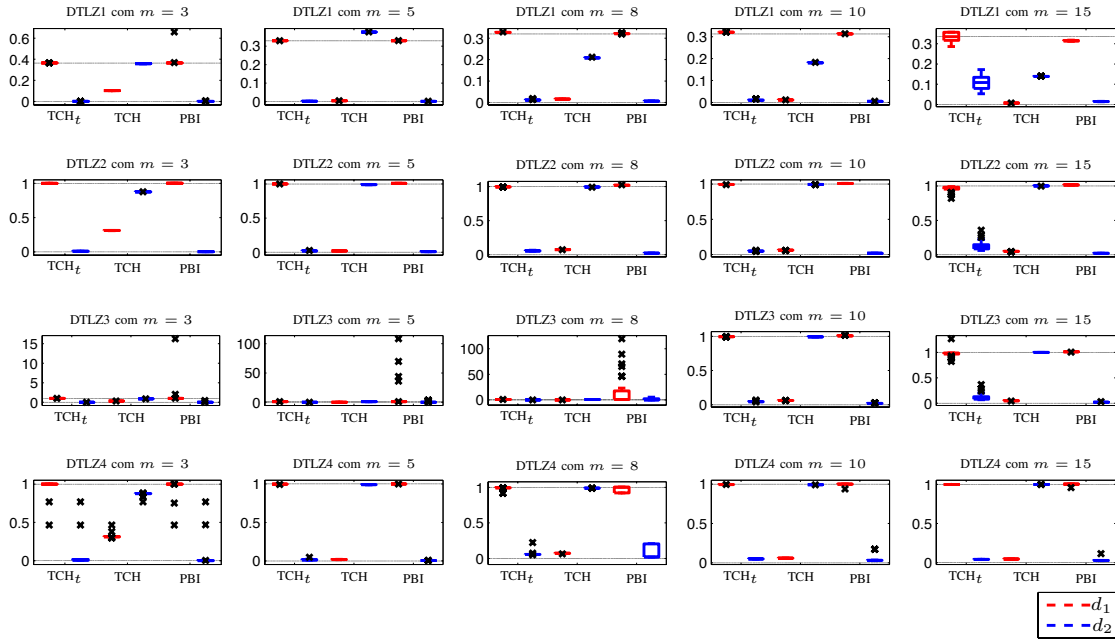 DTLZ1 com m = 3
0.6
0.4
0.2
0
TCHt TCH PBI
DTLZ1 com m = 5
0.3
0.2
0.1
0
TCHt TCH PBI
DTLZ1 com m = 8
0.3
0.2
0.1
0
TCHt TCH PBI
DTLZ1 com m = 10
0.3
0.2
0.1
0
TCHt TCH PBI
DTLZ1 com m = 15
0.3
0.2
0.1
0
TCHt TCH PBI
DTLZ2 com m = 3
1
0.5
0
TCHt TCH PBI
DTLZ2 com m = 5
1
0.5
0
TCHt TCH PBI
DTLZ2 com m = 8
1
0.5
0
TCHt TCH PBI
DTLZ2 com m = 10
1
0.5
0
TCHt TCH PBI
DTLZ2 com m = 15
1
0.5
0
TCHt TCH PBI
DTLZ3 com m = 3
15
10
5
0
TCHt TCH PBI
DTLZ3 com m = 5
100
50
0
TCHt TCH PBI
DTLZ3 com m = 8
100
50
0
TCHt TCH PBI
DTLZ3 com m = 10
1
0.5
0
TCHt TCH PBI
DTLZ3 com m = 15
1
0.5
0
TCHt TCH PBI
DTLZ4 com m = 3
1
0.5
0
TCHt TCH PBI
DTLZ4 com m = 5
1
0.5
0
TCHt TCH PBI
DTLZ4 com m = 8
1
0.5
0
TCHt TCH PBI
DTLZ4 com m = 10
1
0.5
0
TCHt TCH PBI
DTLZ4 com m = 15
1
0.5
0
TCHt TCH PBI
d1
d2